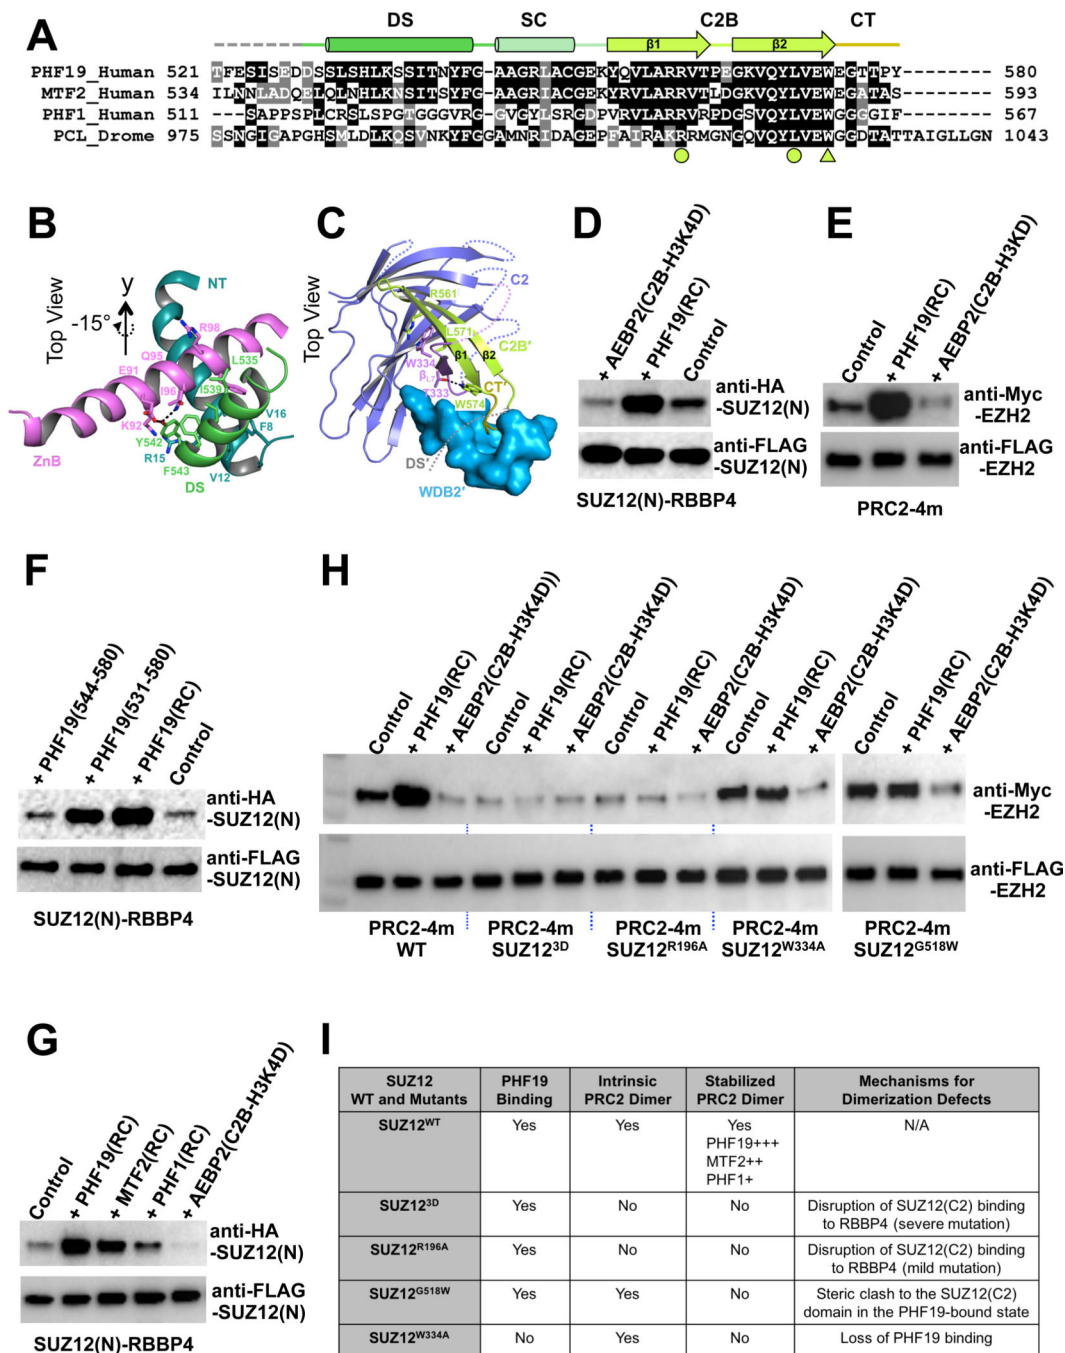 A
DS SC C2B CT
β1 β2
PHF19_Human 521 TFESISEDDSSLSHLKSSITNYFG-AAGRLACGEKYQVLARRVTPEGKVQYLVEWEGTTPY---------- 580
MTF2_Human 534 ILNNLADQELQLNHLKNSITSYFG-AAGRIACGEKYRVLARRVTLDGKVQYLVEWEGATAS---------- 593
PHF1_Human 511 ---SAPPSPLCRSLSPGTGGGVRG-GVGYLSRGDPVRVLARRVRPDGSVQYLVEWGGGGIF---------- 567
PCL_Drome 975 SSNGIGAPGHSMLDLKQSVNKYFGGAMNRIDAGEPFAIRAKRRMGNGQVQYLVEWGGDTATTAIGLLGN 1043
B
Top View
y
-15°
NT
R98
Q95
E91
I96
K92
L535
I539
V16
F8
Y542
R15
F543
V12
ZnB
DS
C
Top View
C2
R561
L571
C2B′
W334
β1 β2
βL7
T333
CT′
W574
DS′
WDB2′
D
+ AEBP2(C2B-H3K4D)
+ PHF19(RC)
Control
anti-HA
-SUZ12(N)
anti-FLAG
-SUZ12(N)
SUZ12(N)-RBBP4
E
Control
+ PHF19(RC)
+ AEBP2(C2B-H3KD)
anti-Myc
-EZH2
anti-FLAG
-EZH2
PRC2-4m
F
+ PHF19(544-580)
+ PHF19(531-580)
+ PHF19(RC)
Control
anti-HA
-SUZ12(N)
anti-FLAG
-SUZ12(N)
SUZ12(N)-RBBP4
H
Control
+ PHF19(RC)
+ AEBP2(C2B-H3K4D))
Control
+ PHF19(RC)
+ AEBP2(C2B-H3K4D)
Control
+ PHF19(RC)
+ AEBP2(C2B-H3K4D)
Control
+ PHF19(RC)
+ AEBP2(C2B-H3K4D)
Control
+ PHF19(RC)
+ AEBP2(C2B-H3K4D)
anti-Myc
-EZH2
anti-FLAG
-EZH2
PRC2-4m PRC2-4m PRC2-4m PRC2-4m PRC2-4m
WT SUZ123D SUZ12R196A SUZ12W334A SUZ12G518W
G
Control
+ PHF19(RC)
+ MTF2(RC)
+ PHF1(RC)
+ AEBP2(C2B-H3K4D)
anti-HA
-SUZ12(N)
anti-FLAG
-SUZ12(N)
SUZ12(N)-RBBP4
I
SUZ12 PHF19 Intrinsic Stabilized Mechanisms for
WT and Mutants Binding PRC2 Dimer PRC2 Dimer Dimerization Defects
SUZ12WT Yes Yes Yes N/A
PHF19+++
MTF2++
PHF1+
SUZ123D Yes No No Disruption of SUZ12(C2) binding
to RBBP4 (severe mutation)
SUZ12R196A Yes No No Disruption of SUZ12(C2) binding
to RBBP4 (mild mutation)
SUZ12G518W Yes Yes No Steric clash to the SUZ12(C2)
domain in the PHF19-bound state
SUZ12W334A No Yes No Loss of PHF19 binding